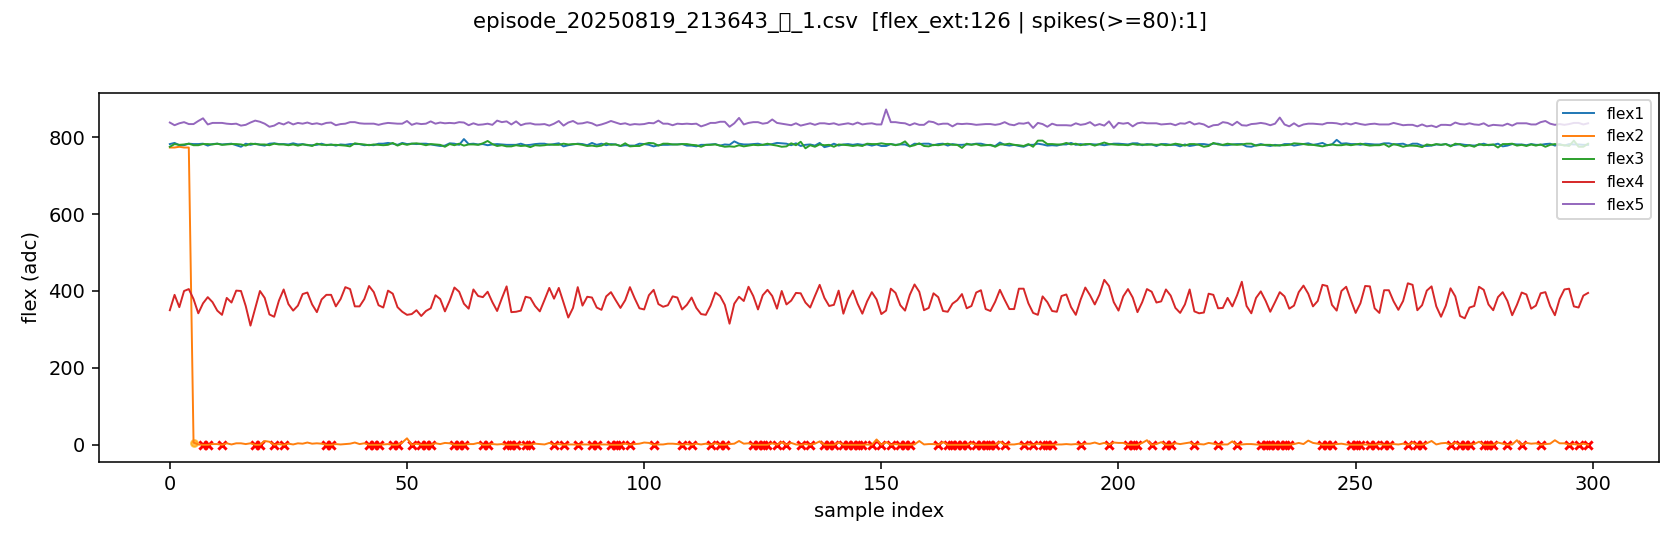 episode_20250819_213643_▯_1.csv [flex_ext:126 | spikes(>=80):1]
flex1
flex2
flex3
flex4
flex5
800
600
400
200
0
flex (adc)
0 50 100 150 200 250 300
sample index